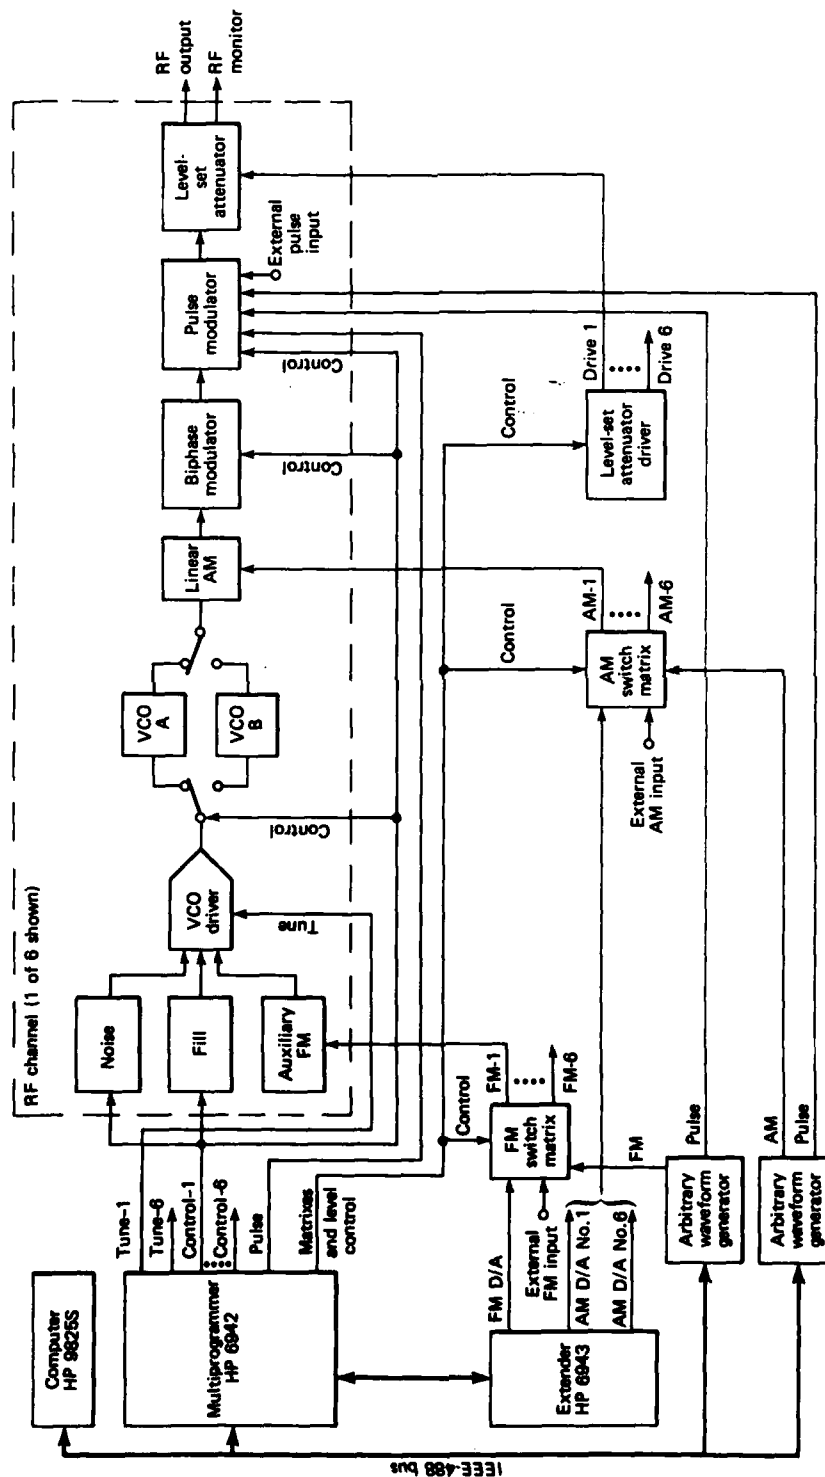 IEEE-488 bus
Computer
HP 9825S
Multiprogrammer
HP 6942
Extender
HP 6943
Tune-1
Tune-6
Control-1
Control-6
Pulse
Matrixes
and level
control
FM D/A
External
FM input
AM D/A No.1
AM D/A No.6
Arbitrary
waveform
generator
FM
Pulse
Arbitrary
waveform
generator
AM
Pulse
FM
switch
matrix
Control
FM-1
FM-6
RF channel (1 of 6 shown)
Noise
Fill
Auxiliary
FM
VCO
driver
Tune
Control
VCO
A
VCO
B
Linear
AM
Biphase
modulator
Control
Pulse
modulator
Control
External
pulse
input
Level-
set
attenuator
RF
output
RF
monitor
External
AM input
AM
switch
matrix
Control
AM-1
AM-6
Level-set
attenuator
driver
Control
Drive 1
Drive 6